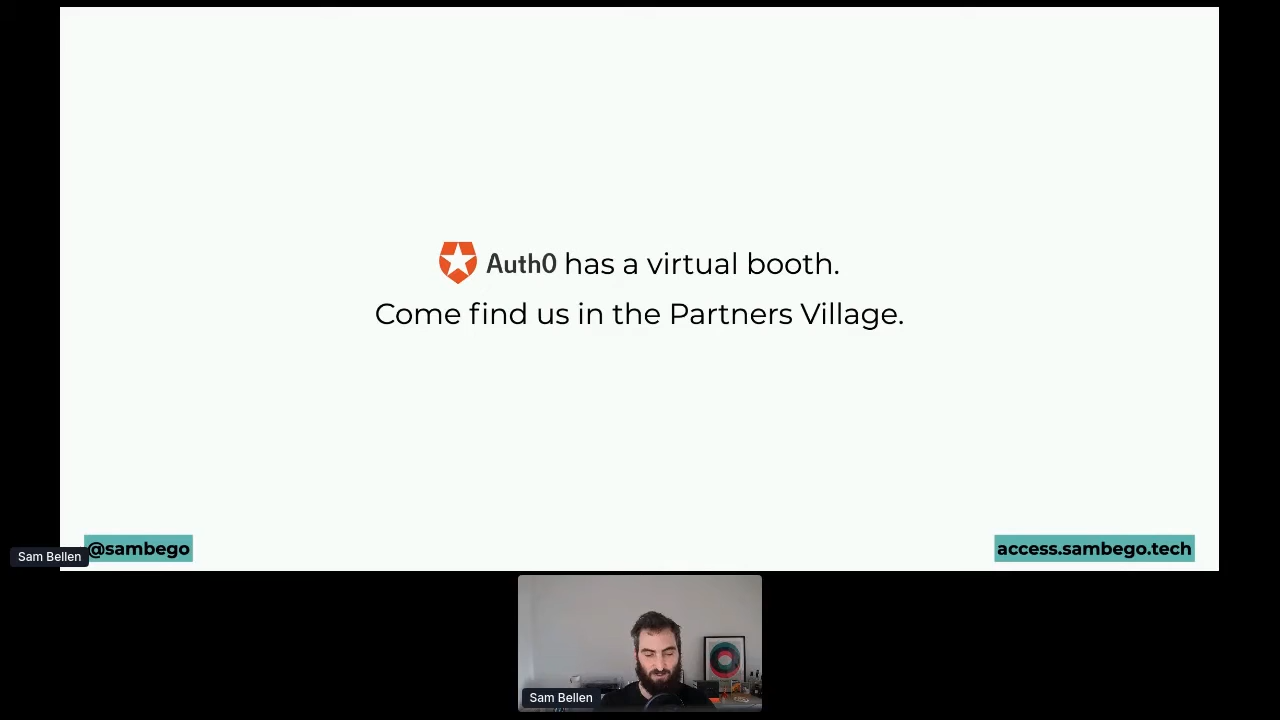 Auth0 has a virtual booth.
Come find us in the Partners Village.
@sambego
access.sambego.tech
Sam Bellen
Sam Bellen